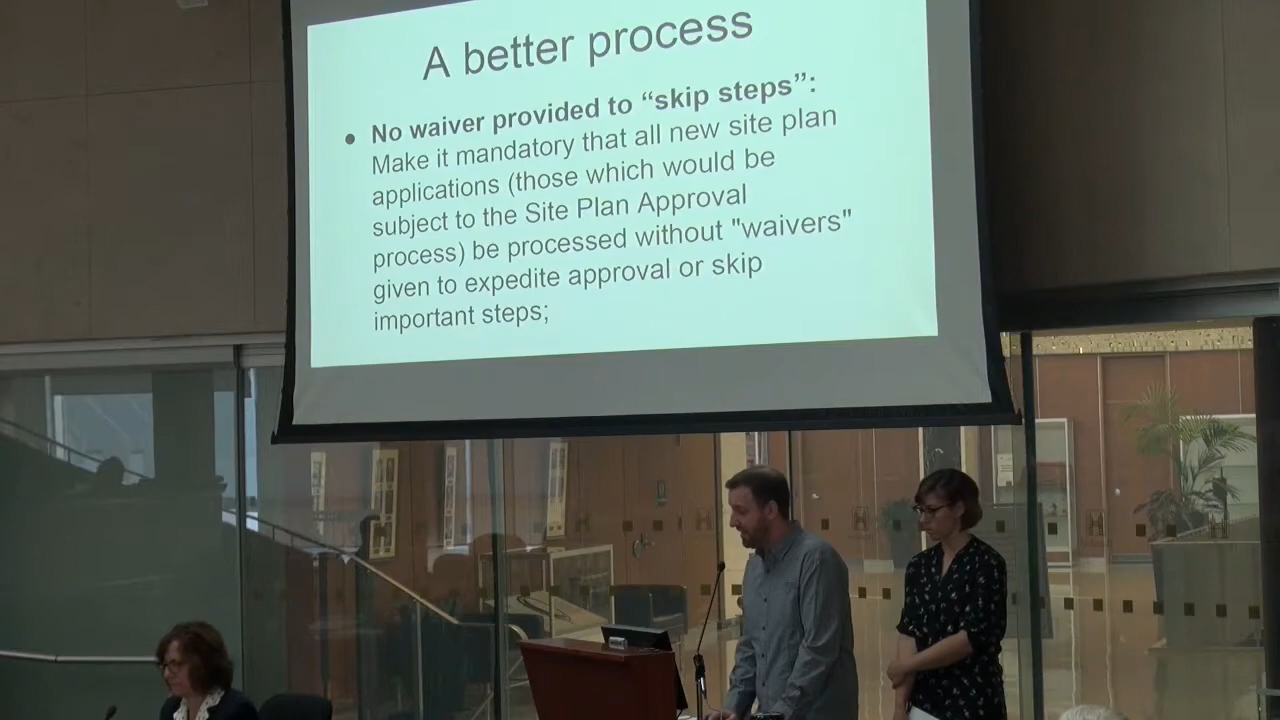 A better process
● No waiver provided to “skip steps”:
Make it mandatory that all new site plan
applications (those which would be
subject to the Site Plan Approval
process) be processed without "waivers"
given to expedite approval or skip
important steps;